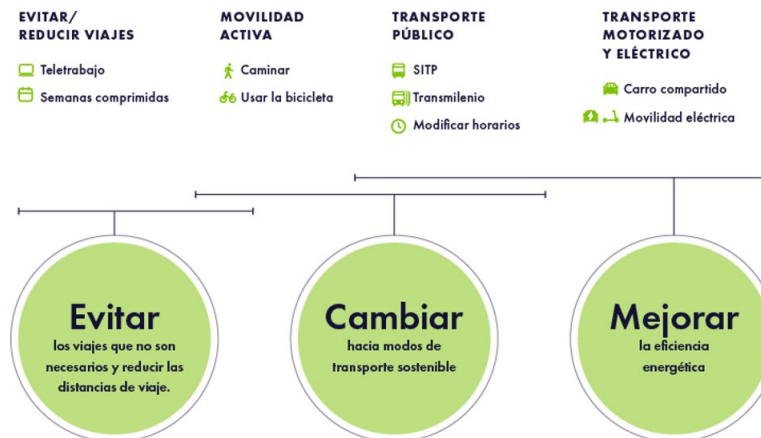 EVITAR/
REDUCIR VIAJES
Teletrabajo
Semanas comprimidas
MOVILIDAD
ACTIVA
Caminar
Usar la bicicleta
TRANSPORTE
PÚBLICO
SITP
Transmilenio
Modificar horarios
TRANSPORTE
MOTORIZADO
Y ELÉCTRICO
Carro compartido
Movilidad eléctrica
Evitar
los viajes que no son
necesarios y reducir las
distancias de viaje.
Cambiar
hacia modos de
transporte sostenible
Mejorar
la eficiencia
energética